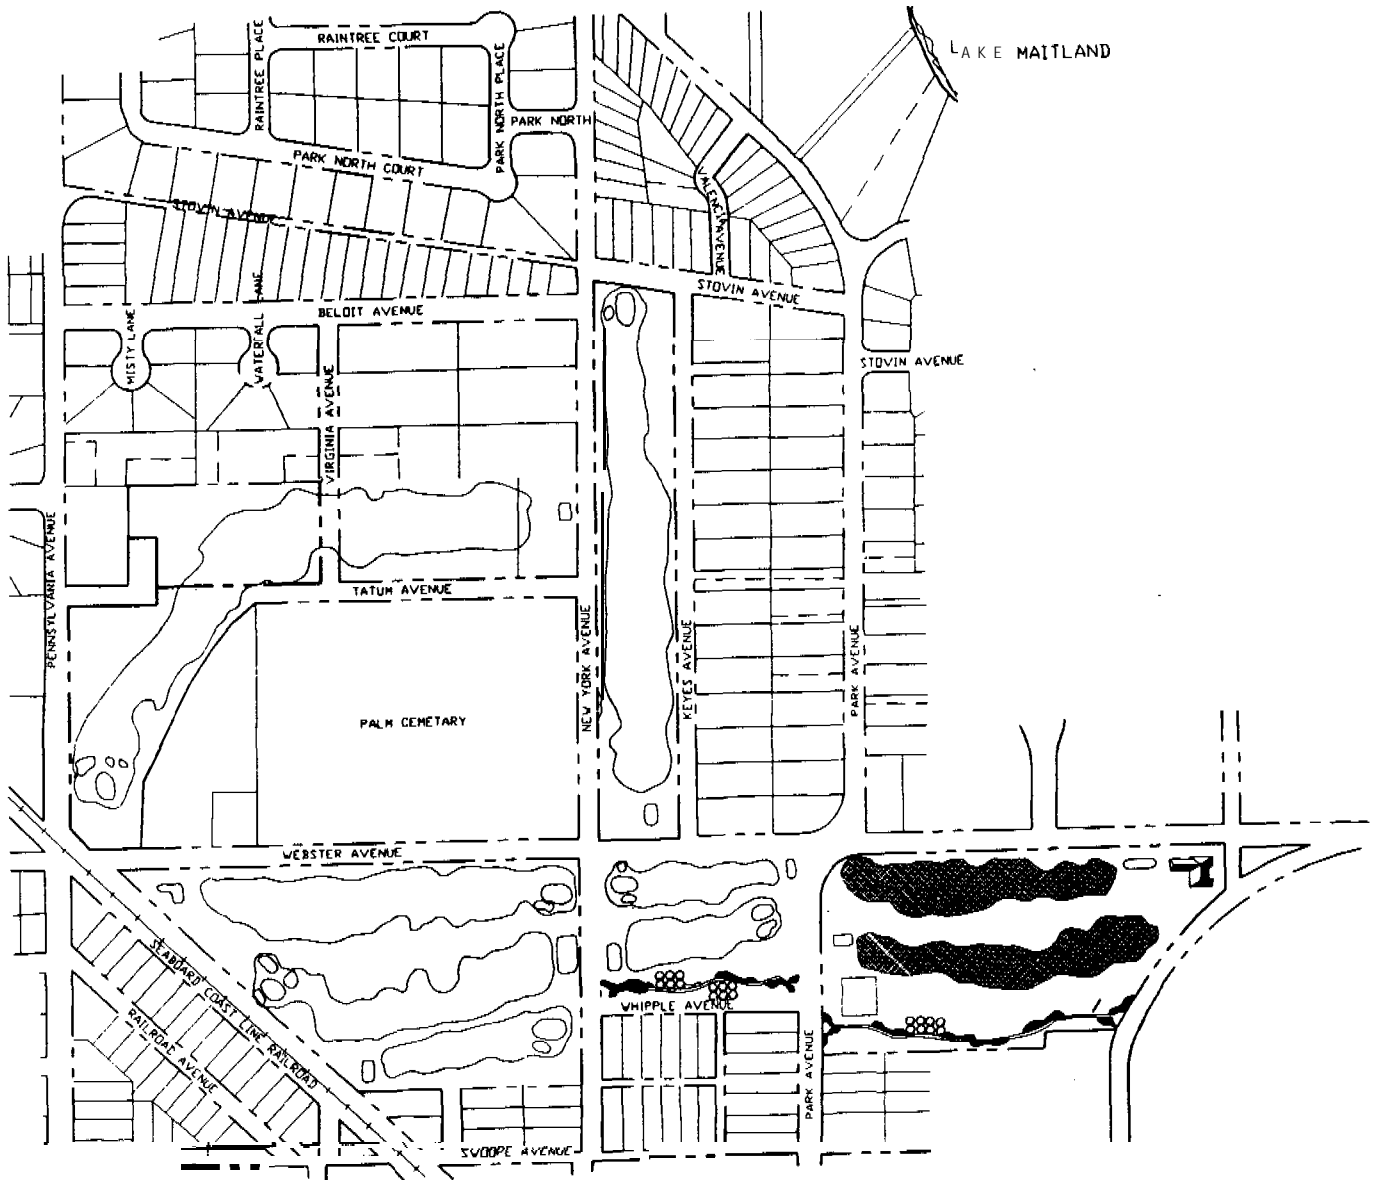 RAINTREE COURT
RAINTREE PLACE
PARK NORTH PLACE
LAKE MAITLAND
PARK NORTH
PARK NORTH COURT
VALENCIA AVENUE
STOVIN AVENUE
STOVIN AVENUE
BELOIT AVENUE
MISTY LANE
WATERFALL LANE
STOVIN AVENUE
VIRGINIA AVENUE
PENNSYLVANIA AVENUE
TATUM AVENUE
NEW YORK AVENUE
KEYES AVENUE
PARK AVENUE
PALM CEMETARY
WEBSTER AVENUE
SEABOARD COAST LINE RAILROAD
RAILROAD AVENUE
WHIPPLE AVENUE
PARK AVENUE
SWOOPE AVENUE